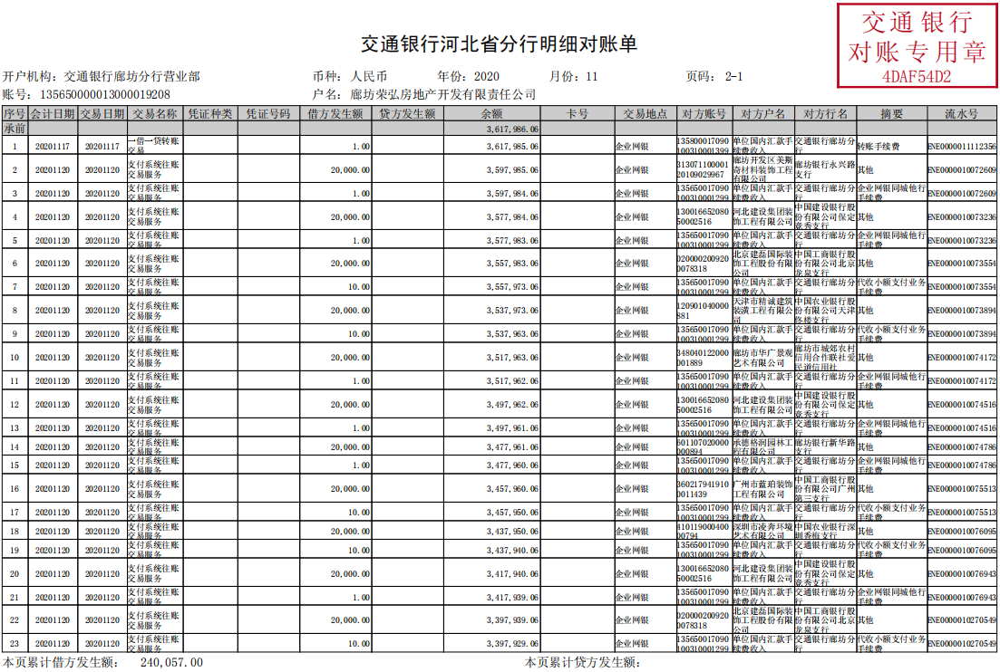 交通银行
对账专用章
4DAF54D2
交通银行河北省分行明细对账单
开户机构：交通银行廊坊分行营业部 币种：人民币 年份：2020 月份：11 页码： 2-1
账号：135650000013000019208 户名：廊坊荣弘房地产开发有限责任公司
序号 会计日期 交易日期 交易名称 凭证种类 凭证号码 借方发生额 贷方发生额 余额 卡号 交易地点 对方账号 对方户名 对方行名 摘要 流水号
承前 3,617,986.06
1 20201117 20201117 一借一贷转账交易 1.00 3,617,985.06 企业网银 135800017090100310001399 单位国内汇款手续费收入 交通银行廊坊分行 转账手续费 ENE0000011112356
2 20201120 20201120 支付系统往账交易服务 20,000.00 3,597,985.06 企业网银 81307110000120109029967 廊坊开发区美斯奇材料装饰工程有限公司 廊坊银行永兴路支行 其他 ENE0000010072609
3 20201120 20201120 支付系统往账交易服务 1.00 3,597,984.06 企业网银 135650017090100310001299 单位国内汇款手续费收入 交通银行廊坊分行 企业网银同城他行手续费 ENE0000010072609
4 20201120 20201120 支付系统往账交易服务 20,000.00 3,577,984.06 企业网银 13001665208050002516 河北建设集团装饰工程有限公司 中国建设银行股份有限公司保定竞秀支行 其他 ENE0000010073236
5 20201120 20201120 支付系统往账交易服务 1.00 3,577,983.06 企业网银 135650017090100310001299 单位国内汇款手续费收入 交通银行廊坊分行 企业网银同城他行手续费 ENE0000010073236
6 20201120 20201120 支付系统往账交易服务 20,000.00 3,557,983.06 企业网银 0200002009200078318 北京建磊国际装饰工程股份有限公司 中国工商银行股份有限公司北京龙泉支行 其他 ENE0000010073554
7 20201120 20201120 支付系统往账交易服务 10.00 3,557,973.06 企业网银 135650017090100310001299 单位国内汇款手续费收入 交通银行廊坊分行 代收小额支付业务手续费 ENE0000010073554
8 20201120 20201120 支付系统往账交易服务 20,000.00 3,537,973.06 企业网银 120901040000881 天津市精诚建筑装潢工程有限公司 中国农业银行股份有限公司天津佟楼支行 其他 ENE0000010073894
9 20201120 20201120 支付系统往账交易服务 10.00 3,537,963.06 企业网银 135650017090100310001299 单位国内汇款手续费收入 交通银行廊坊分行 代收小额支付业务手续费 ENE0000010073894
10 20201120 20201120 支付系统往账交易服务 20,000.00 3,517,963.06 企业网银 348040122000001889 廊坊市华广景观艺术有限公司 廊坊市城郊农村信用合作联社爱民道信用社 其他 ENE0000010074172
11 20201120 20201120 支付系统往账交易服务 1.00 3,517,962.06 企业网银 135650017090100310001299 单位国内汇款手续费收入 交通银行廊坊分行 企业网银同城他行手续费 ENE0000010074172
12 20201120 20201120 支付系统往账交易服务 20,000.00 3,497,962.06 企业网银 13001665208050002516 河北建设集团装饰工程有限公司 中国建设银行股份有限公司保定竞秀支行 其他 ENE0000010074516
13 20201120 20201120 支付系统往账交易服务 1.00 3,497,961.06 企业网银 135650017090100310001299 单位国内汇款手续费收入 交通银行廊坊分行 企业网银同城他行手续费 ENE0000010074516
14 20201120 20201120 支付系统往账交易服务 20,000.00 3,477,961.06 企业网银 601107020000000894 承德格润园林工程有限公司 廊坊银行新华路支行 其他 ENE0000010074786
15 20201120 20201120 支付系统往账交易服务 1.00 3,477,960.06 企业网银 135650017090100310001299 单位国内汇款手续费收入 交通银行廊坊分行 企业网银同城他行手续费 ENE0000010074786
16 20201120 20201120 支付系统往账交易服务 20,000.00 3,457,960.06 企业网银 3602179419100011439 广州市蓝珀装饰工程有限公司 中国工商银行股份有限公司广州第三支行 其他 ENE0000010075513
17 20201120 20201120 支付系统往账交易服务 10.00 3,457,950.06 企业网银 135650017090100310001299 单位国内汇款手续费收入 交通银行廊坊分行 代收小额支付业务手续费 ENE0000010075513
18 20201120 20201120 支付系统往账交易服务 20,000.00 3,437,950.06 企业网银 41011900040000794 深圳市凌奔环境艺术有限公司 中国农业银行深圳香梅支行 其他 ENE0000010076095
19 20201120 20201120 支付系统往账交易服务 10.00 3,437,940.06 企业网银 135650017090100310001299 单位国内汇款手续费收入 交通银行廊坊分行 代收小额支付业务手续费 ENE0000010076095
20 20201120 20201120 支付系统往账交易服务 20,000.00 3,417,940.06 企业网银 13001665208050002516 河北建设集团装饰工程有限公司 中国建设银行股份有限公司保定竞秀支行 其他 ENE0000010076943
21 20201120 20201120 支付系统往账交易服务 1.00 3,417,939.06 企业网银 135650017090100310001299 单位国内汇款手续费收入 交通银行廊坊分行 企业网银同城他行手续费 ENE0000010076943
22 20201120 20201120 支付系统往账交易服务 20,000.00 3,397,939.06 企业网银 0200002009200078318 北京建磊国际装饰工程股份有限公司 中国工商银行股份有限公司北京龙泉支行 其他 ENE0000010270549
23 20201120 20201120 支付系统往账交易服务 10.00 3,397,929.06 企业网银 135650017090100310001299 单位国内汇款手续费收入 交通银行廊坊分行 代收小额支付业务手续费 ENE0000010270549
本页累计借方发生额： 240,057.00 本页累计贷方发生额：